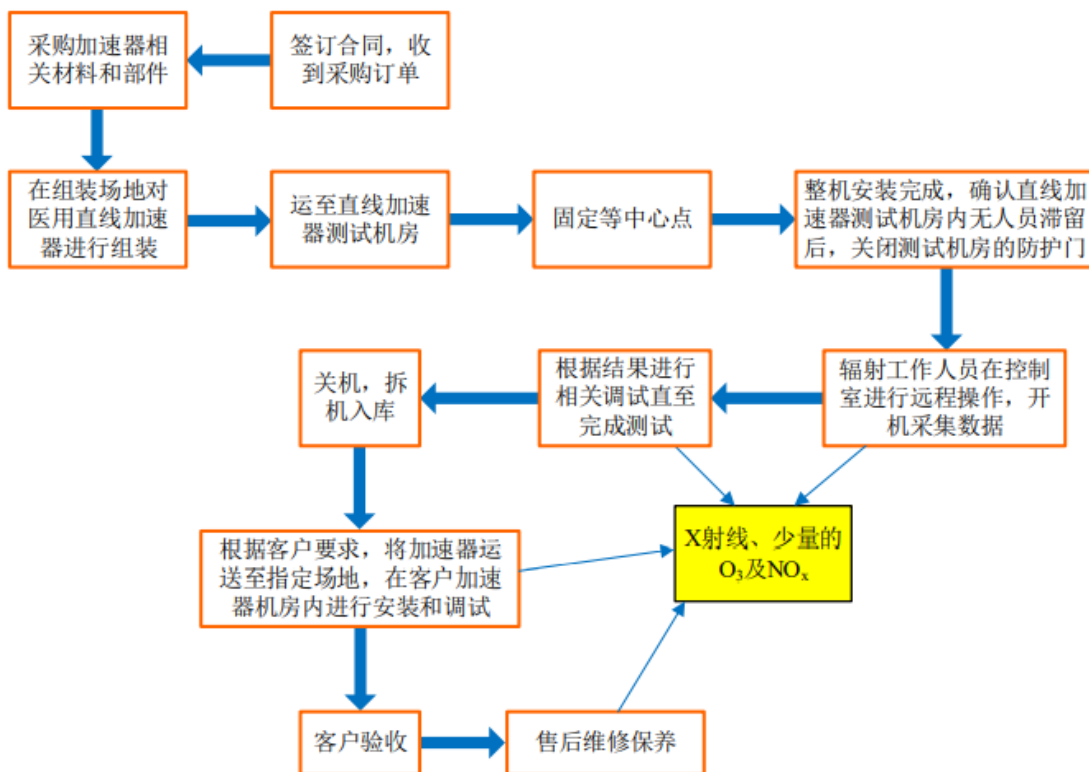 采购加速器相
关材料和部件
签订合同，收
到采购订单
在组装场地对
医用直线加速
器进行组装
运至直线加速
器测试机房
固定等中心点
整机安装完成，确认直线加
速器测试机房内无人员滞留
后，关闭测试机房的防护门
关机，拆
机入库
根据结果进行
相关调试直至
完成测试
辐射工作人员在控制
室进行远程操作，开
机采集数据
根据客户要求，将加速器运
送至指定场地，在客户加速
器机房内进行安装和调试
X射线、少量的
O₃及NOₓ
客户验收
售后维修保养